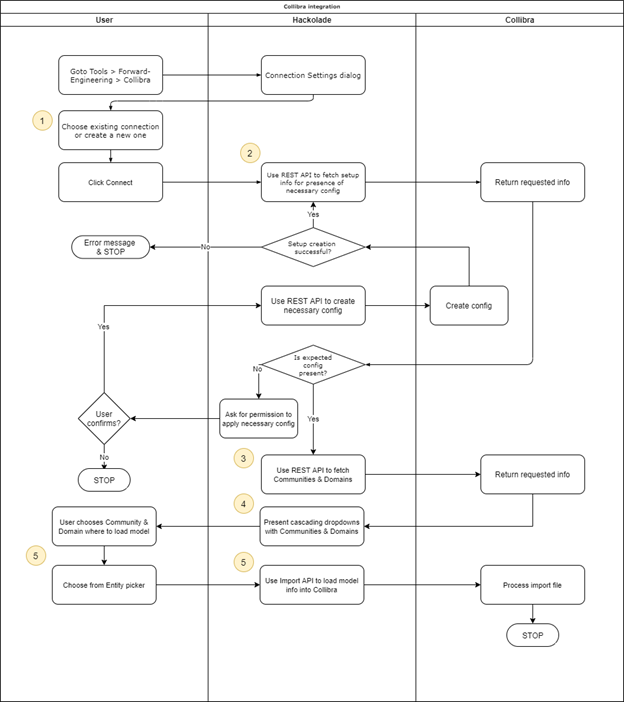 Collibra integration
User
Hackolade
Collibra
Goto Tools > Forward-
Engineering > Collibra
Connection Settings dialog
1
Choose existing connection
or create a new one
2
Click Connect
Use REST API to fetch setup
info for presence of
necessary config
Return requested info
Yes
Error message
& STOP
No
Setup creation
successful?
Use REST API to create
necessary config
Create config
Yes
Is expected
config
present?
No
Yes
User
confirms?
Ask for permission to
apply necessary config
No
STOP
3
Use REST API to fetch
Communities & Domains
Return requested info
4
User chooses Community &
Domain where to load model
Present cascading dropdowns
with Communities & Domains
5
Choose from Entity picker
5
Use Import API to load model
info into Collibra
Process import file
STOP